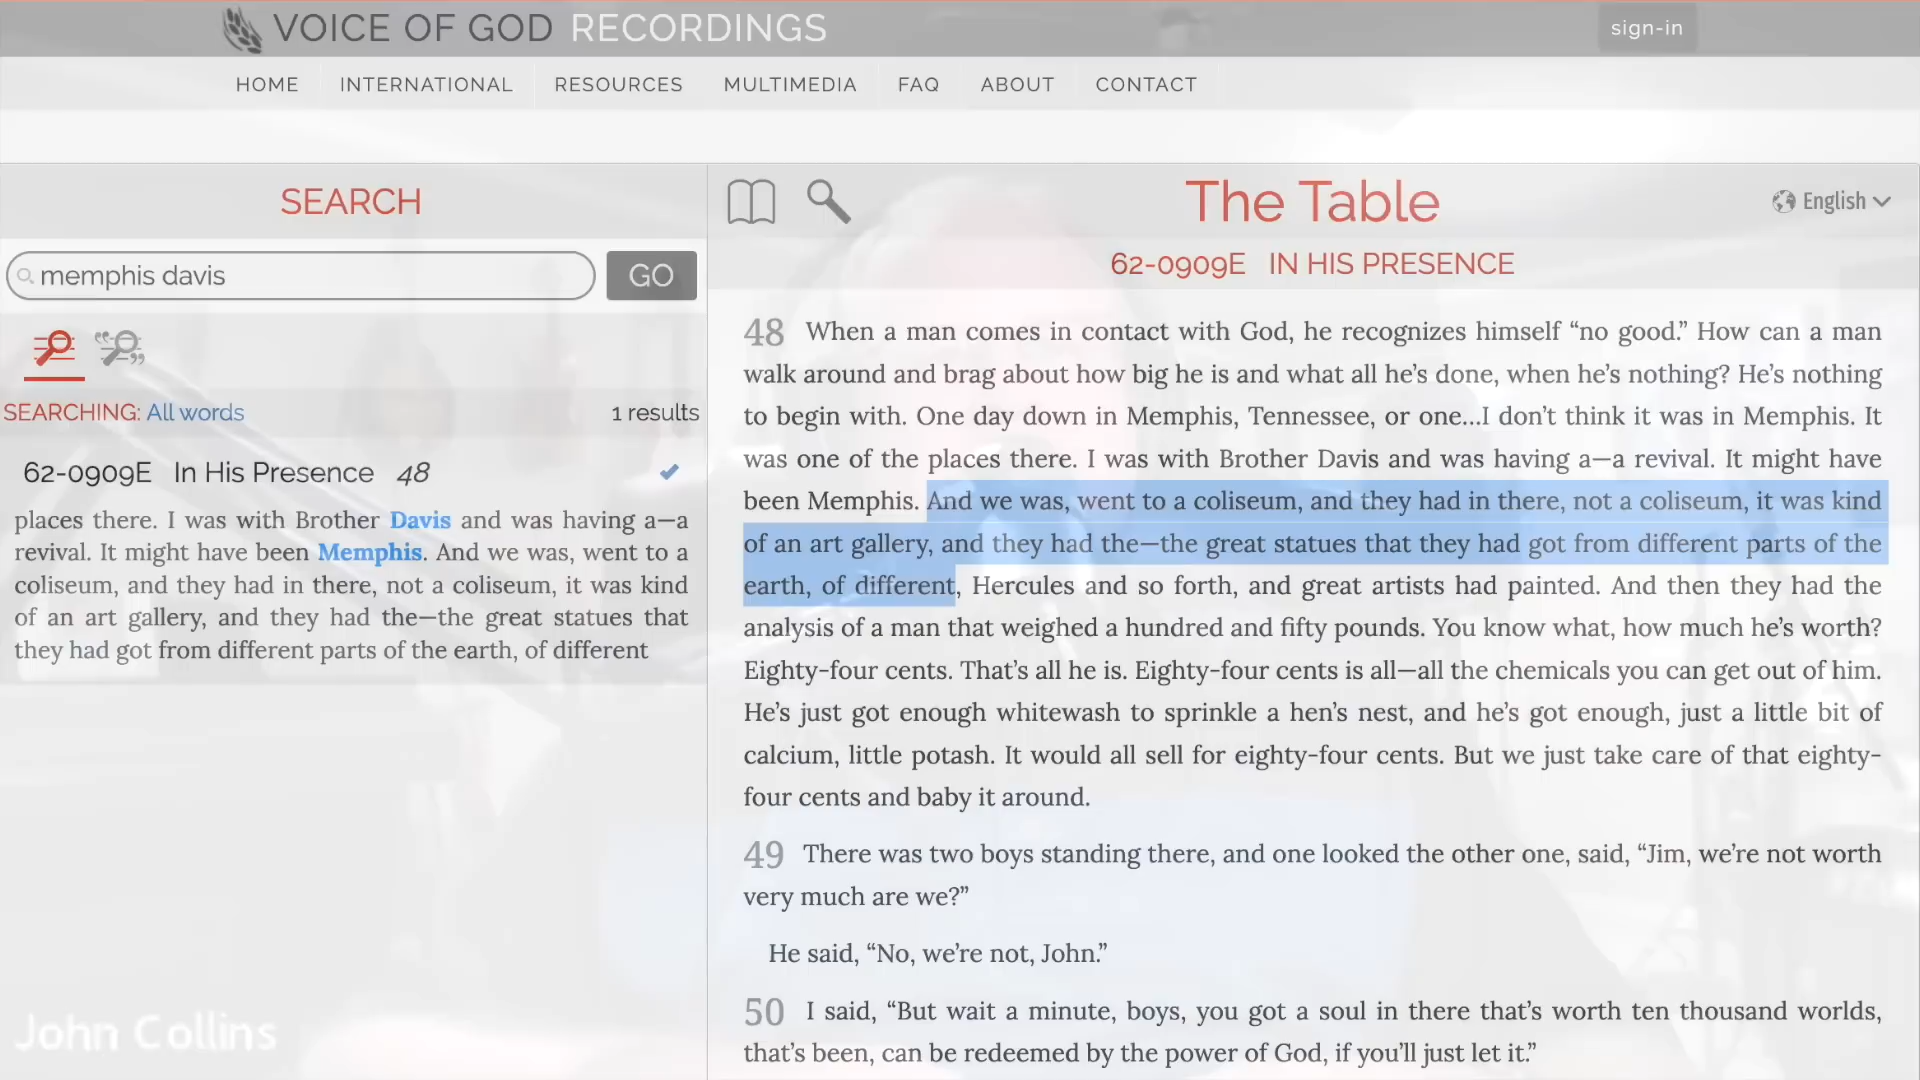 VOICE OF GOD RECORDINGS
sign-in
HOME
INTERNATIONAL
RESOURCES
MULTIMEDIA
FAQ
ABOUT
CONTACT
SEARCH
memphis davis
GO
SEARCHING: All words
1 results
62-0909E In His Presence 48
places there. I was with Brother Davis and was having a—a
revival. It might have been Memphis. And we was, went to a
coliseum, and they had in there, not a coliseum, it was kind
of an art gallery, and they had the—the great statues that
they had got from different parts of the earth, of different
The Table
English
62-0909E IN HIS PRESENCE
48 When a man comes in contact with God, he recognizes himself “no good.” How can a man
walk around and brag about how big he is and what all he’s done, when he’s nothing? He’s nothing
to begin with. One day down in Memphis, Tennessee, or one...I don’t think it was in Memphis. It
was one of the places there. I was with Brother Davis and was having a—a revival. It might have
been Memphis. And we was, went to a coliseum, and they had in there, not a coliseum, it was kind
of an art gallery, and they had the—the great statues that they had got from different parts of the
earth, of different, Hercules and so forth, and great artists had painted. And then they had the
analysis of a man that weighed a hundred and fifty pounds. You know what, how much he’s worth?
Eighty-four cents. That’s all he is. Eighty-four cents is all—all the chemicals you can get out of him.
He’s just got enough whitewash to sprinkle a hen’s nest, and he’s got enough, just a little bit of
calcium, little potash. It would all sell for eighty-four cents. But we just take care of that eighty-
four cents and baby it around.
49 There was two boys standing there, and one looked the other one, said, “Jim, we’re not worth
very much are we?”
He said, “No, we’re not, John.”
50 I said, “But wait a minute, boys, you got a soul in there that’s worth ten thousand worlds,
that’s been, can be redeemed by the power of God, if you’ll just let it.”
John Collins